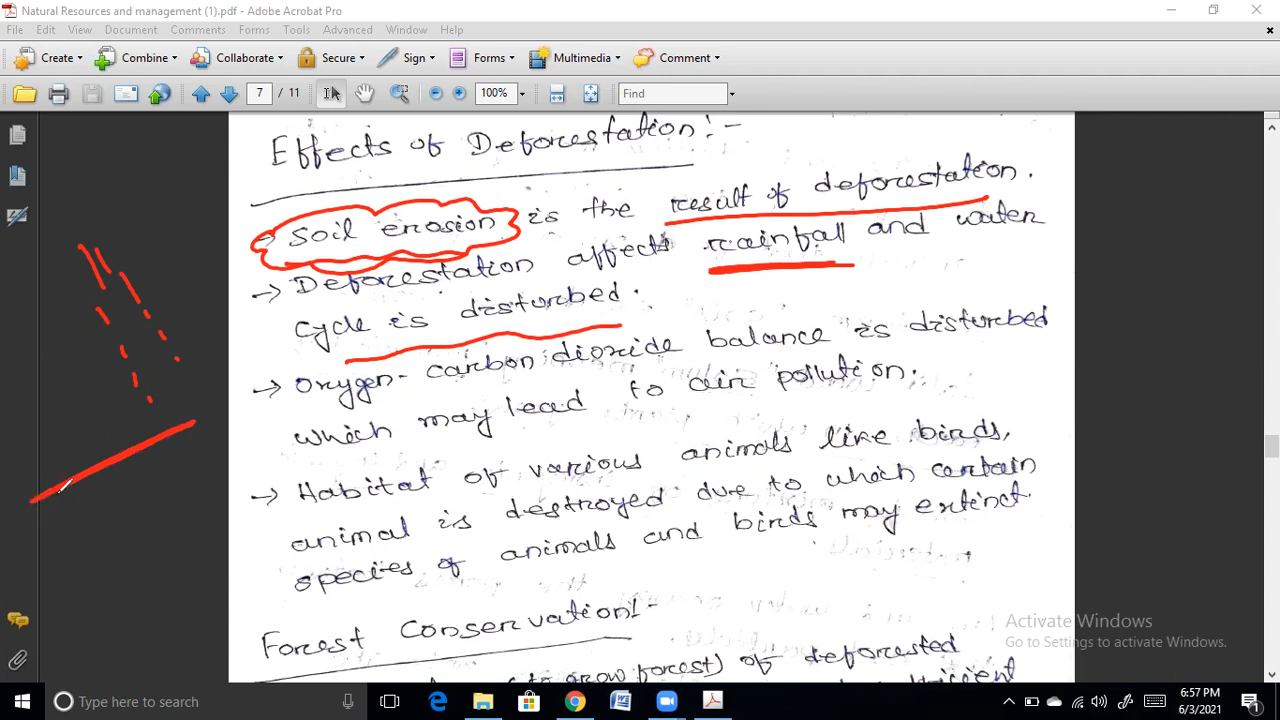 Natural Resources and management (1).pdf - Adobe Acrobat Pro
File Edit View Document Comments Forms Tools Advanced Window Help
Create Combine Collaborate Secure Sign Forms Multimedia Comment
7 / 11 100% Find
Effects of Deforestation:-
→ Soil erosion is the result of deforestation.
→ Deforestation affects rainfall and water
cycle is disturbed.
→ Oxygen-carbon dioxide balance is disturbed
which may lead to air pollution.
→ Habitat of various animals like birds,
animal is destroyed due to which certain
species of animals and birds may extinct.
Forest Conservation:-
to grow forest) of deforested
Activate Windows
Go to Settings to activate Windows.
Type here to search
6:57 PM
6/3/2021